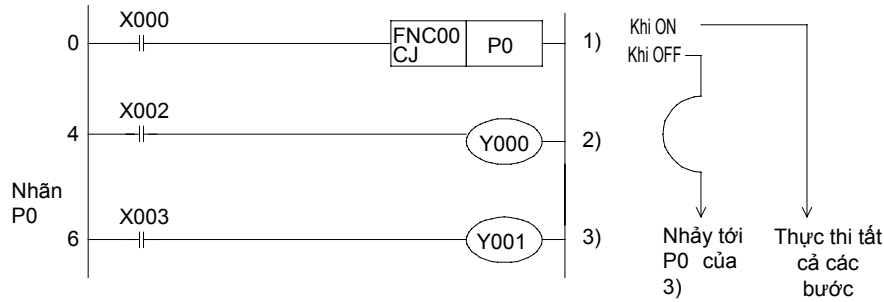 X000
0
FNC00
CJ
P0
1)
Khi ON
Khi OFF
X002
4
Y000
2)
Nhãn
P0
X003
6
Y001
3)
Nhảy tới
P0 của
3)
Thực thi tất
cả các
bước